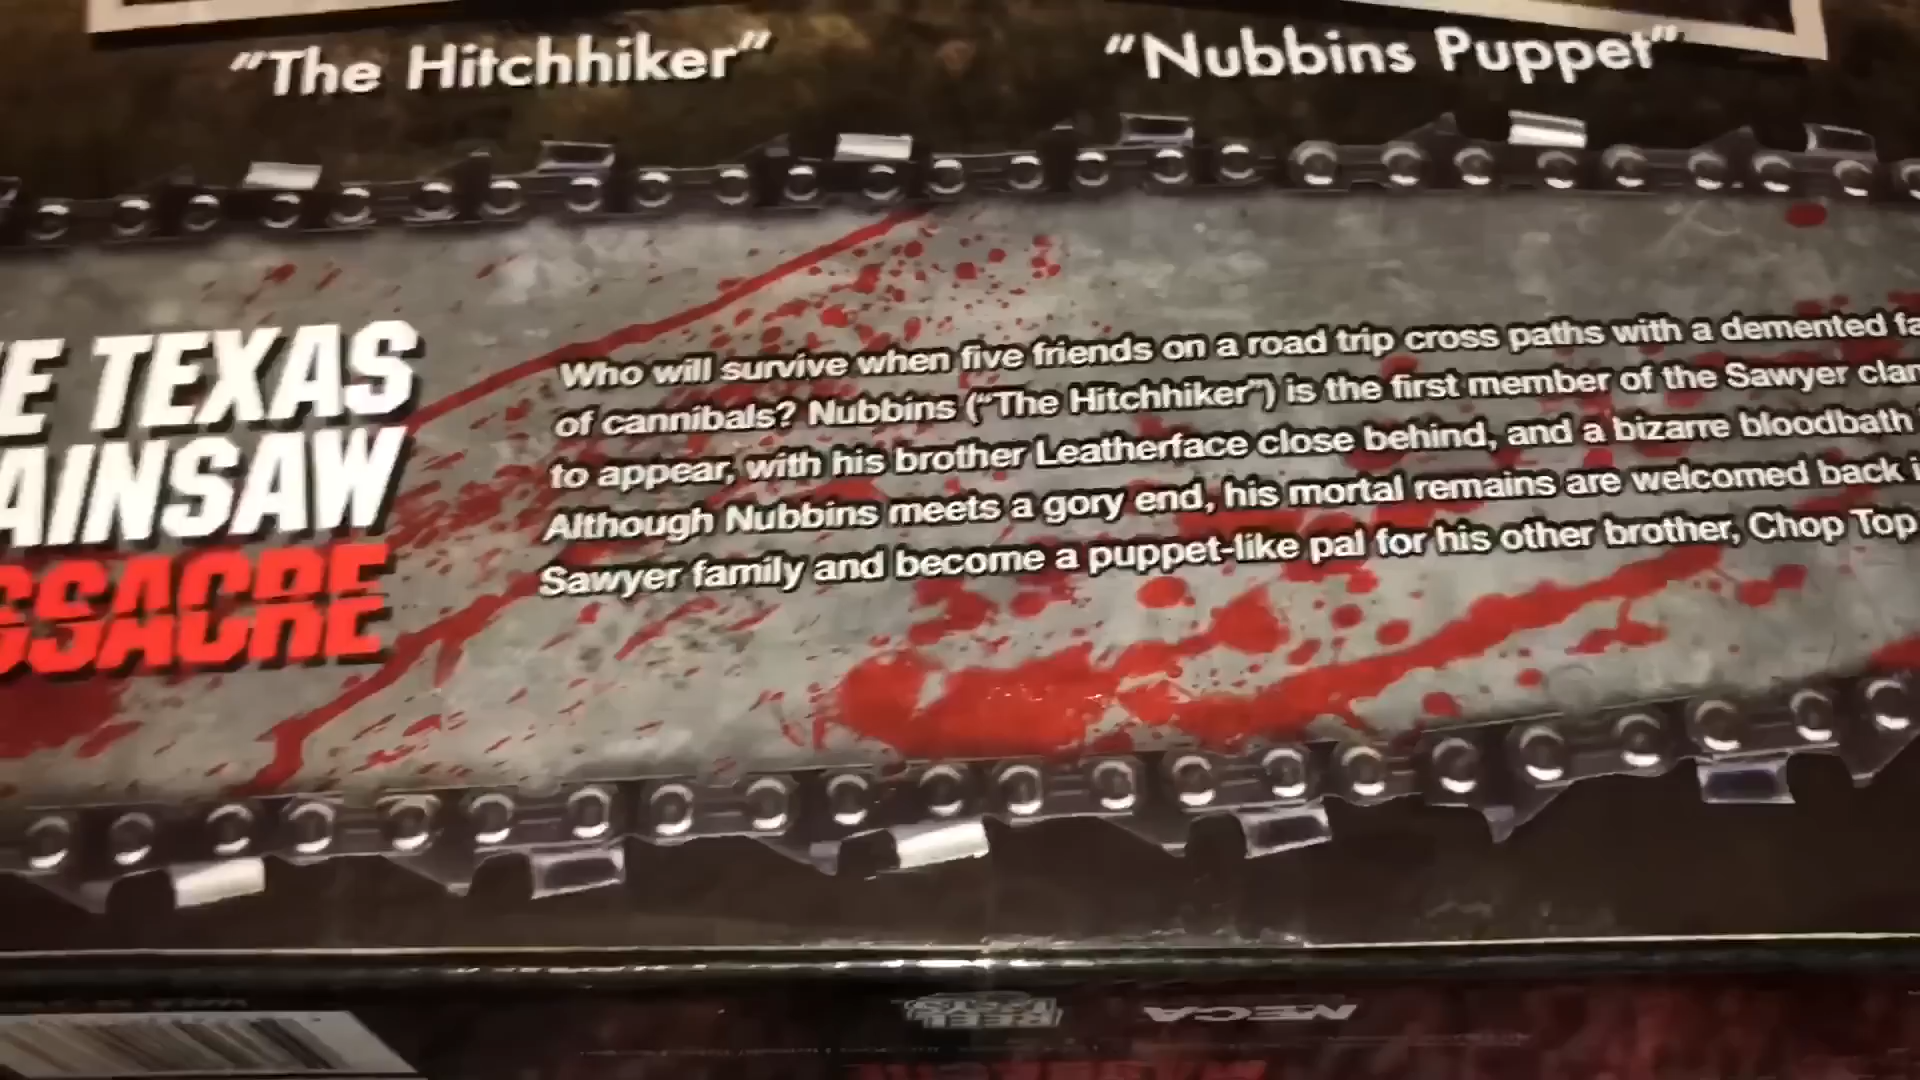 "The Hitchhiker"
"Nubbins Puppet"
TEXAS
SAW
Who will survive when five friends on a road trip cross paths with a demented
of cannibals? Nubbins ("The Hitchhiker") is the first member of the Sawyer clan
to appear, with his brother Leatherface close behind, and a bizarre bloodbath
Although Nubbins meets a gory end, his mortal remains are welcomed back
Sawyer family and become a puppet-like pal for his other brother, Chop Top
REEL TOYS
NECA